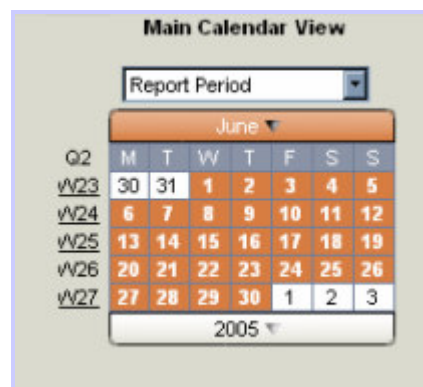 Main Calendar View
Report Period
June
Q2 M T W T F S S
W23 30 31 1 2 3 4 5
W24 6 7 8 9 10 11 12
W25 13 14 15 16 17 18 19
W26 20 21 22 23 24 25 26
W27 27 28 29 30 1 2 3
2005